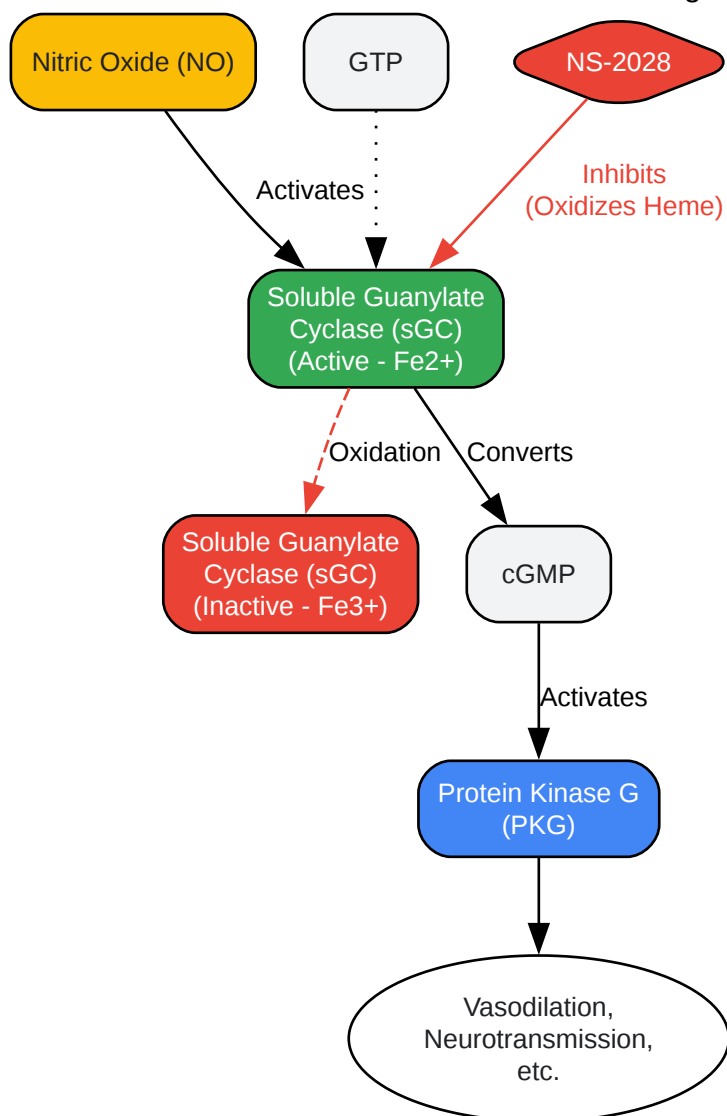 Nitric Oxide (NO)
GTP
NS-2028
Activates
Inhibits
(Oxidizes Heme)
Soluble Guanylate
Cyclase (sGC)
(Active - Fe2+)
Oxidation
Converts
Soluble Guanylate
Cyclase (sGC)
(Inactive - Fe3+)
cGMP
Activates
Protein Kinase G
(PKG)
Vasodilation,
Neurotransmission,
etc.